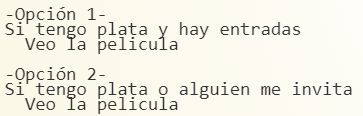 -Opción 1-
Si tengo plata y hay entradas
Veo la pelicula
-Opción 2-
Si tengo plata o alguien me invita
Veo la pelicula